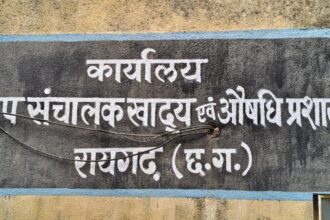 कार्यालय
प संचालक खाद्य एवं औषधि प्रशा
रायगढ़ (छ.ग.)